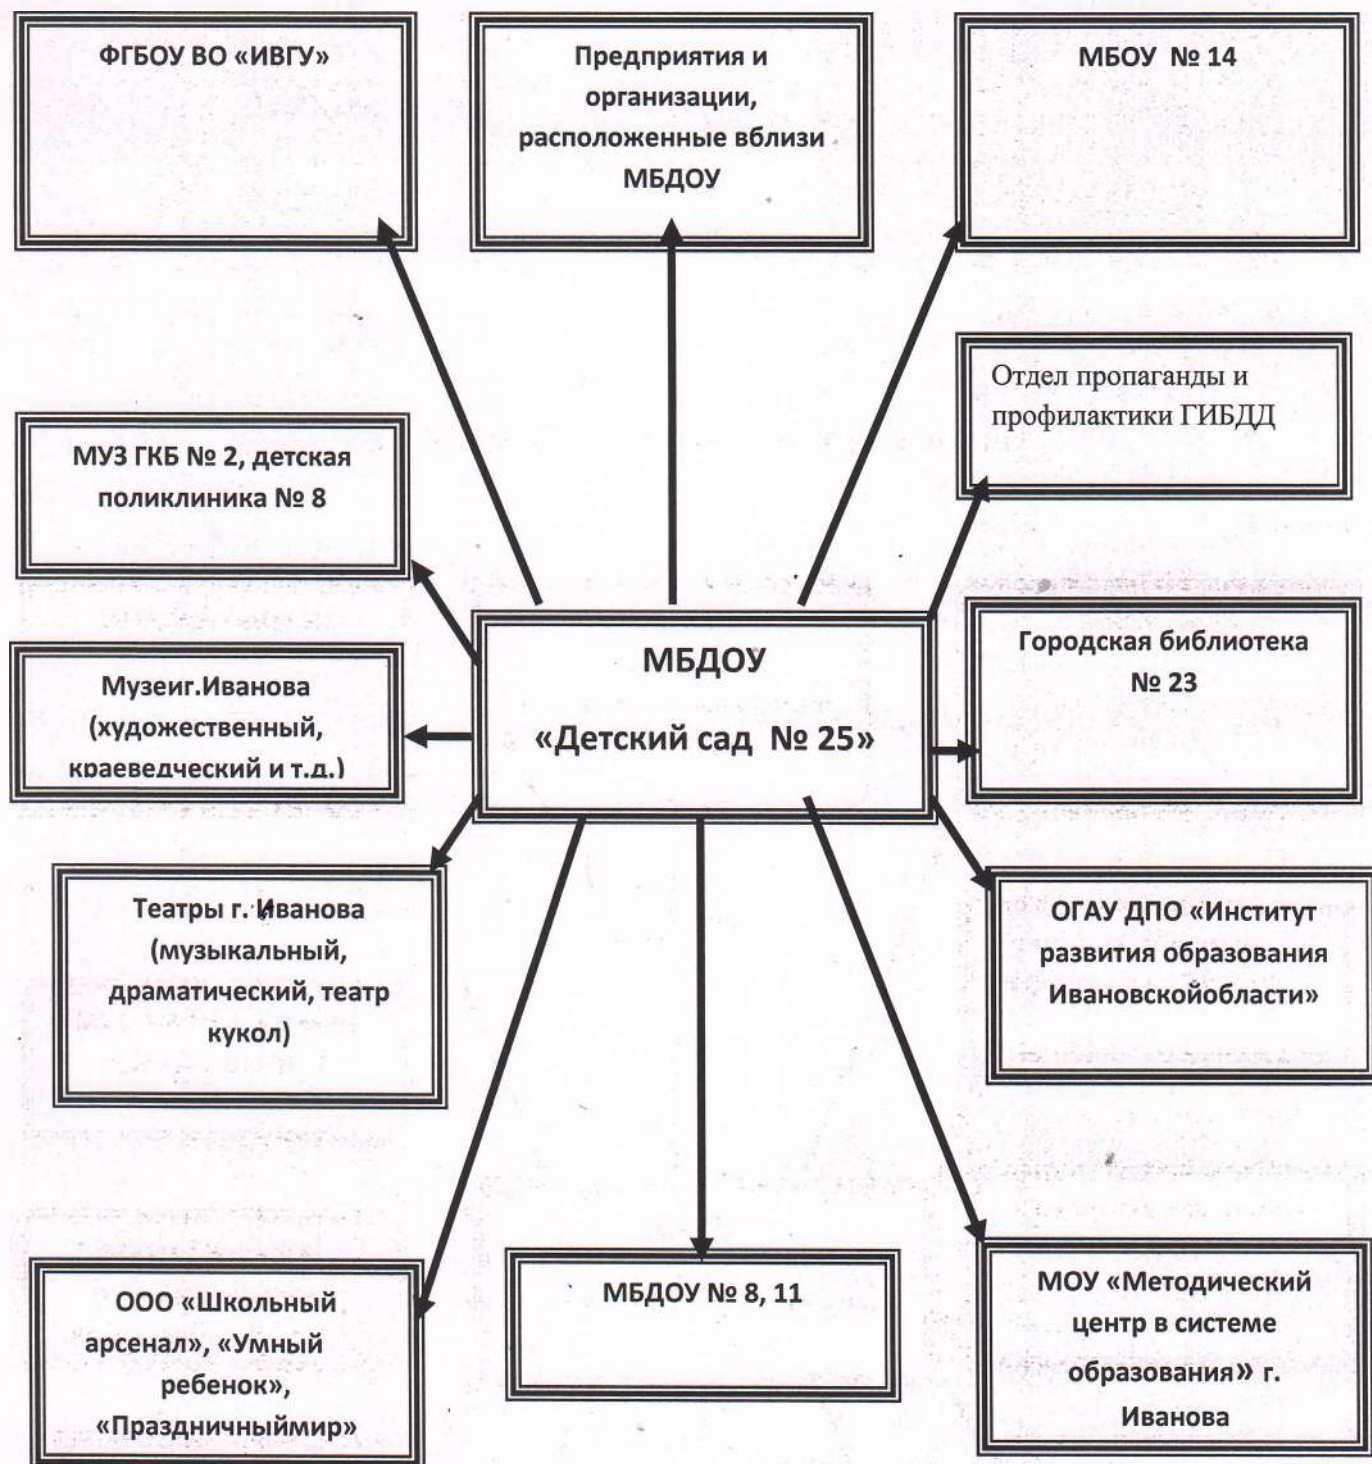 ФГБОУ ВО «ИВГУ»
Предприятия и
организации,
расположенные вблизи
МБДОУ
МБОУ № 14
Отдел пропаганды и
профилактики ГИБДД
МУЗ ГКБ № 2, детская
поликлиника № 8
МБДОУ
«Детский сад № 25»
Городская библиотека
№ 23
Музеиг.Иванова
(художественный,
краеведческий и т.д.)
Театры г. Иванова
(музыкальный,
драматический, театр
кукол)
ОГАУ ДПО «Институт
развития образования
Ивановскойобласти»
ООО «Школьный
арсенал», «Умный
ребенок»,
«Праздничныймир»
МБДОУ № 8, 11
МОУ «Методический
центр в системе
образования» г.
Иванова